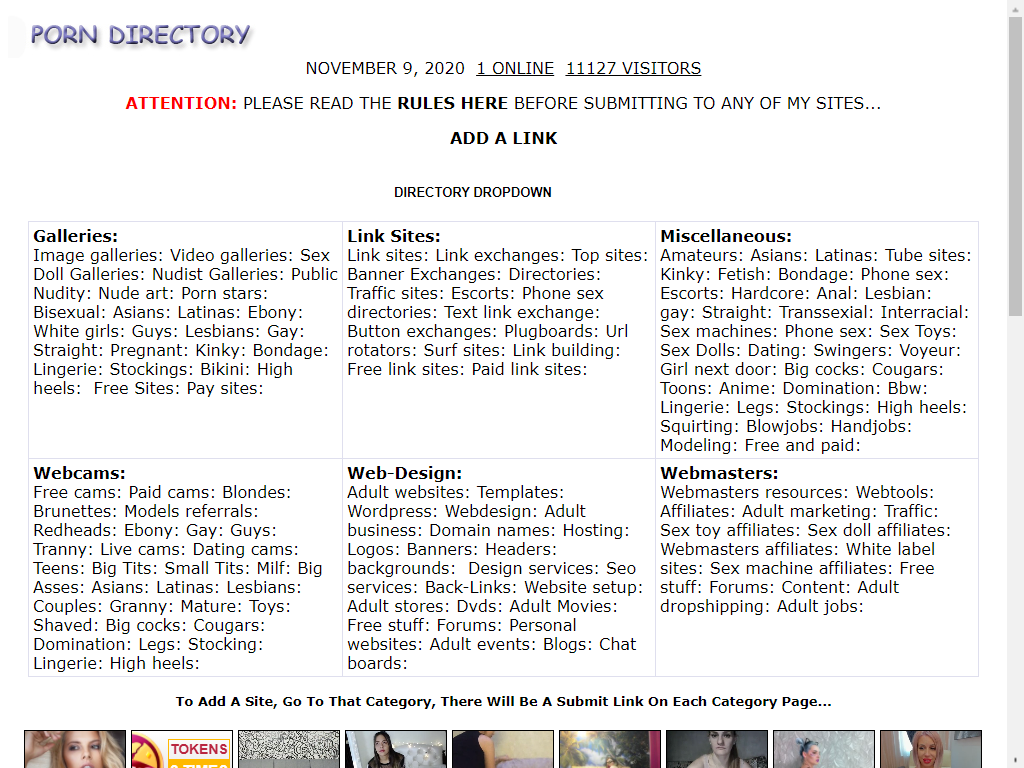 PORN DIRECTORY
NOVEMBER 9, 2020 1 ONLINE 11127 VISITORS
ATTENTION: PLEASE READ THE RULES HERE BEFORE SUBMITTING TO ANY OF MY SITES...
ADD A LINK
DIRECTORY DROPDOWN
Galleries:
Image galleries: Video galleries: Sex
Doll Galleries: Nudist Galleries: Public
Nudity: Nude art: Porn stars:
Bisexual: Asians: Latinas: Ebony:
White girls: Guys: Lesbians: Gay:
Straight: Pregnant: Kinky: Bondage:
Lingerie: Stockings: Bikini: High
heels: Free Sites: Pay sites:
Link Sites:
Link sites: Link exchanges: Top sites:
Banner Exchanges: Directories:
Traffic sites: Escorts: Phone sex
directories: Text link exchange:
Button exchanges: Plugboards: Url
rotators: Surf sites: Link building:
Free link sites: Paid link sites:
Miscellaneous:
Amateurs: Asians: Latinas: Tube sites:
Kinky: Fetish: Bondage: Phone sex:
Escorts: Hardcore: Anal: Lesbian:
gay: Straight: Transsexial: Interracial:
Sex machines: Phone sex: Sex Toys:
Sex Dolls: Dating: Swingers: Voyeur:
Girl next door: Big cocks: Cougars:
Toons: Anime: Domination: Bbw:
Lingerie: Legs: Stockings: High heels:
Squirting: Blowjobs: Handjobs:
Modeling: Free and paid:
Webcams:
Free cams: Paid cams: Blondes:
Brunettes: Models referrals:
Redheads: Ebony: Gay: Guys:
Tranny: Live cams: Dating cams:
Teens: Big Tits: Small Tits: Milf: Big
Asses: Asians: Latinas: Lesbians:
Couples: Granny: Mature: Toys:
Shaved: Big cocks: Cougars:
Domination: Legs: Stocking:
Lingerie: High heels:
Web-Design:
Adult websites: Templates:
Wordpress: Webdesign: Adult
business: Domain names: Hosting:
Logos: Banners: Headers:
backgrounds: Design services: Seo
services: Back-Links: Website setup:
Adult stores: Dvds: Adult Movies:
Free stuff: Forums: Personal
websites: Adult events: Blogs: Chat
boards:
Webmasters:
Webmasters resources: Webtools:
Affiliates: Adult marketing: Traffic:
Sex toy affiliates: Sex doll affiliates:
Webmasters affiliates: White label
sites: Sex machine affiliates: Free
stuff: Forums: Content: Adult
dropshipping: Adult jobs:
To Add A Site, Go To That Category, There Will Be A Submit Link On Each Category Page...
TOKENS